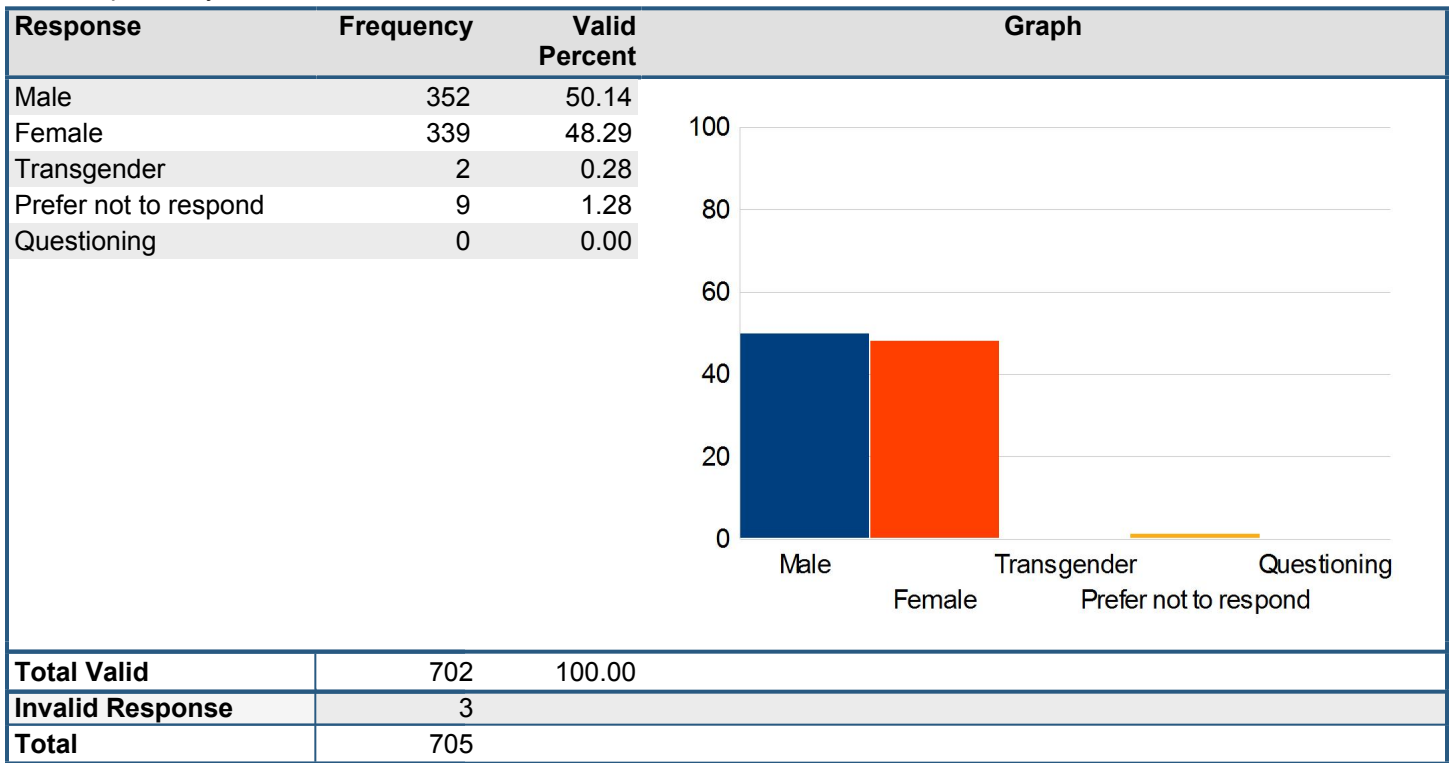 Response Frequency Valid Percent Graph
Male 352 50.14
Female 339 48.29
Transgender 2 0.28
Prefer not to respond 9 1.28
Questioning 0 0.00
100
80
60
40
20
0
Male Transgender Questioning
Female Prefer not to respond
Total Valid 702 100.00
Invalid Response 3
Total 705